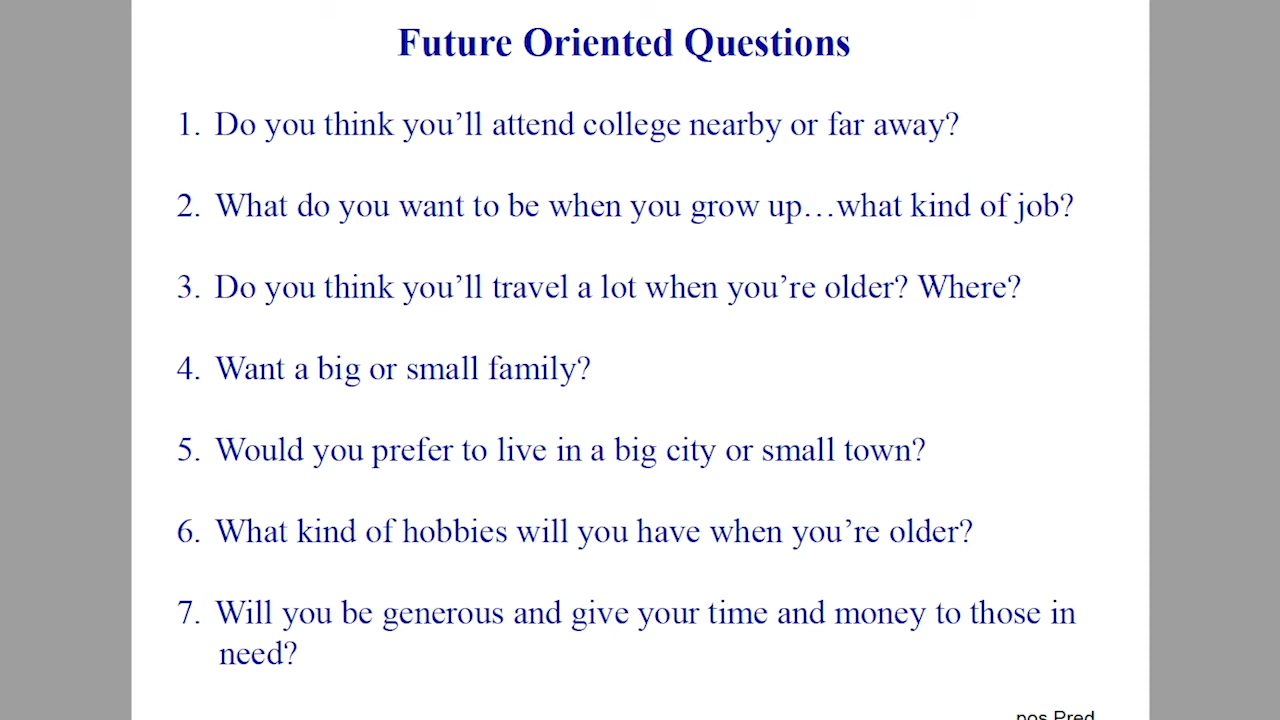 Future Oriented Questions
1. Do you think you’ll attend college nearby or far away?
2. What do you want to be when you grow up…what kind of job?
3. Do you think you’ll travel a lot when you’re older? Where?
4. Want a big or small family?
5. Would you prefer to live in a big city or small town?
6. What kind of hobbies will you have when you’re older?
7. Will you be generous and give your time and money to those in
need?
pos Pred